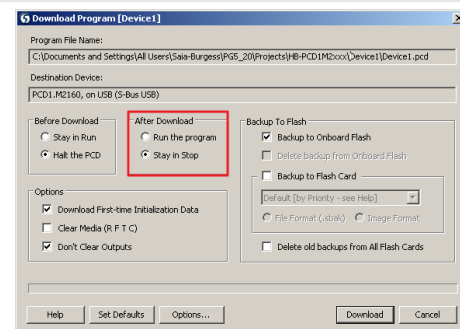 Download Program [Device1]
Program File Name:
C:\Documents and Settings\All Users\Saia-Burgess\PG5_20\Projects\HB-PCD1M2xxx\Device1\Device1.pcd
Destination Device:
PCD1.M2160, on USB (S-Bus USB)
Before Download
Stay in Run
Halt the PCD
After Download
Run the program
Stay in Stop
Options
Download First-time Initialization Data
Clear Media (R F T C)
Don't Clear Outputs
Backup To Flash
Backup to Onboard Flash
Delete backup from Onboard Flash
Backup to Flash Card
Default [by Priority - see Help]
File Format (.sbak)
Image Format
Delete old backups from All Flash Cards
Help
Set Defaults
Options...
Download
Cancel